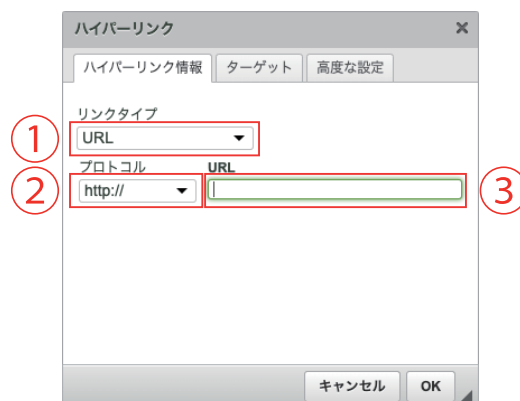 ハイパーリンク ×
ハイパーリンク情報 ターゲット 高度な設定
リンクタイプ
① URL
プロトコル URL
② http:// ③
キャンセル OK